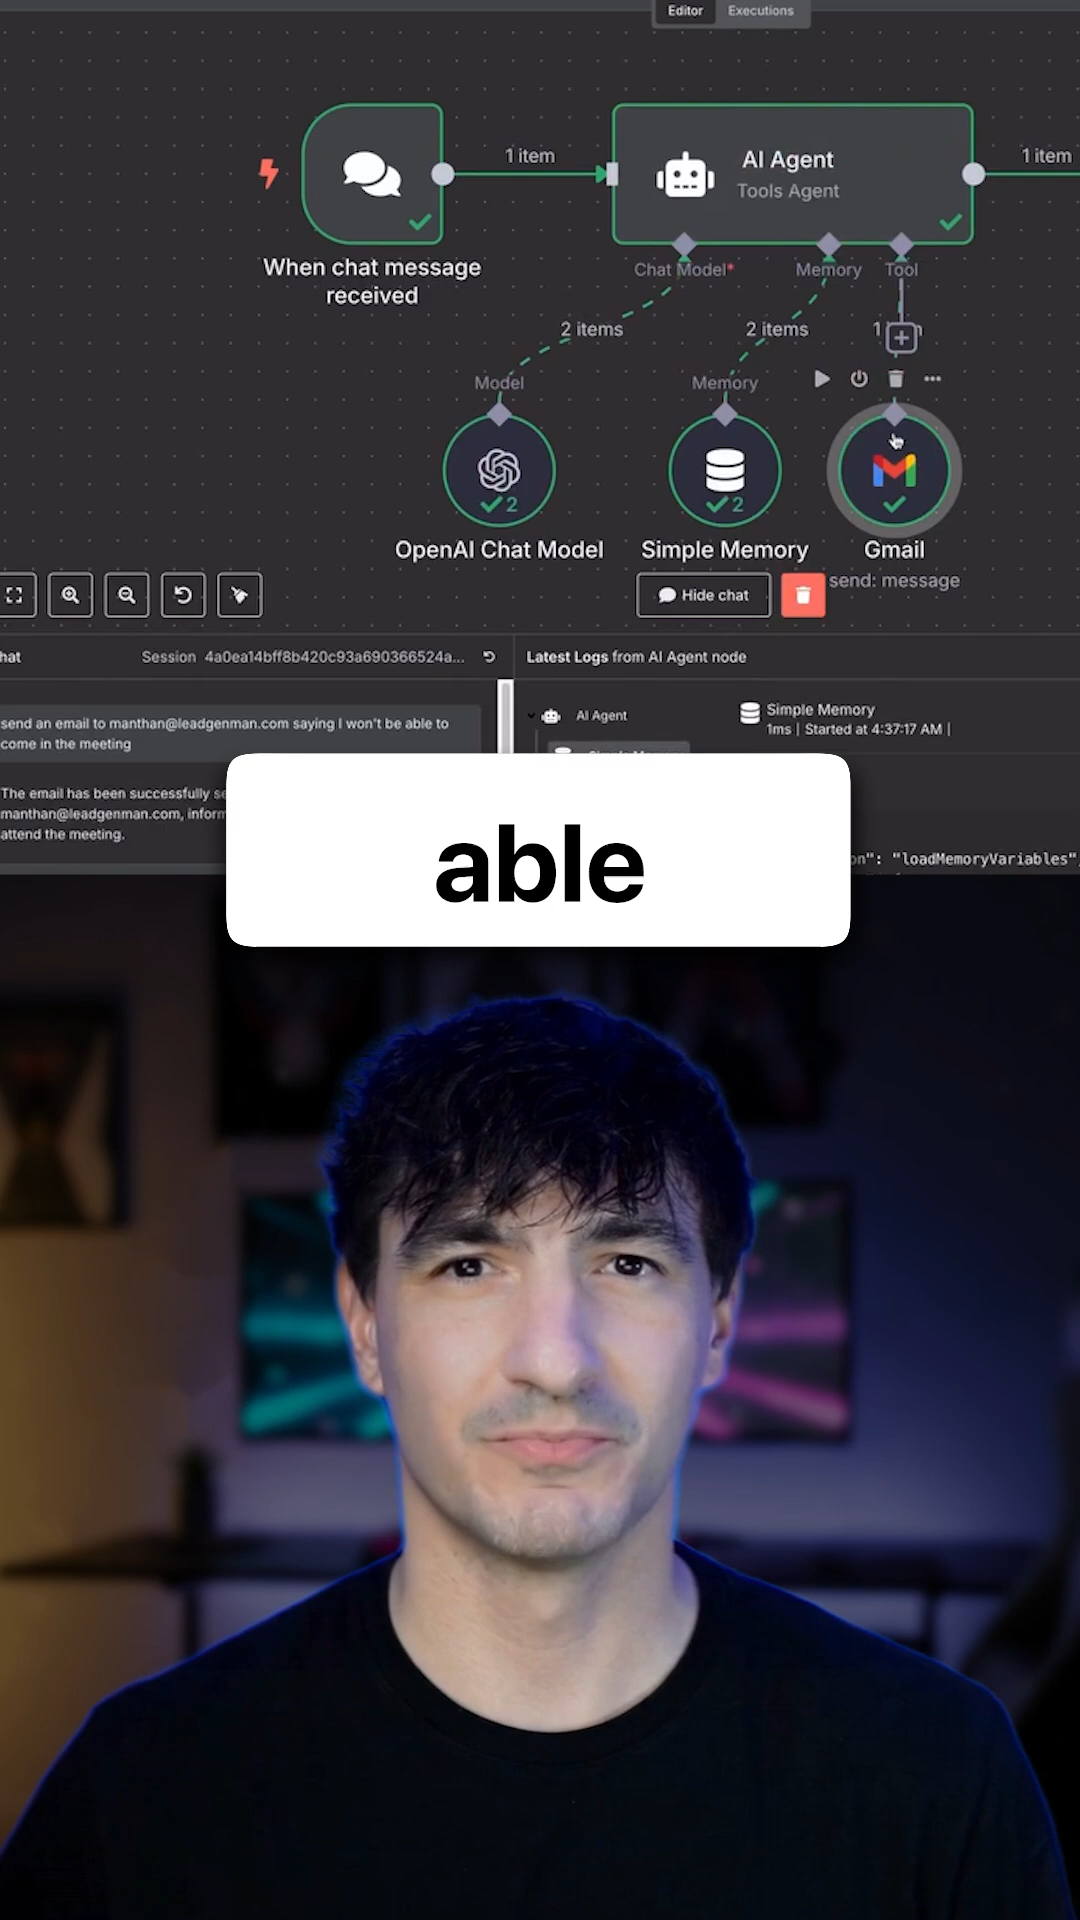 Editor Executions
1 item
AI Agent
Tools Agent
1 item
When chat message
received
Chat Model*
Memory
Tool
2 items
2 items
Model
Memory
2
2
OpenAI Chat Model
Simple Memory
Gmail
send: message
Hide chat
Session 4a0ea14bff8b420c93a690366524a...
Latest Logs from AI Agent node
send an email to manthan@leadgenman.com saying I won't be able to
come in the meeting
AI Agent
Simple Memory
1ms | Started at 4:37:17 AM |
The email has been successfully
manthan@leadgenman.com,
attend the meeting.
"loadMemoryVariables",
able